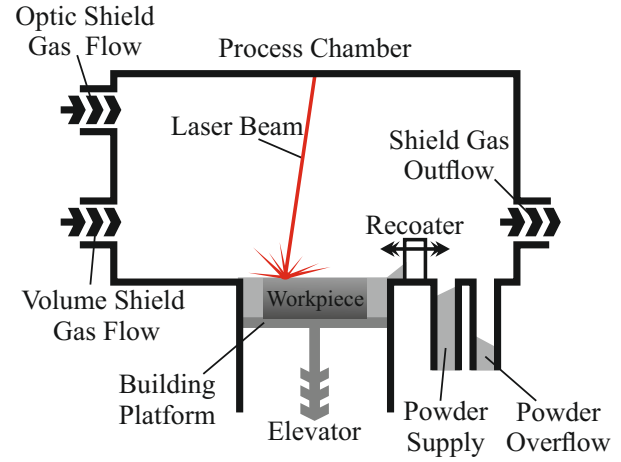 Optic Shield
Gas Flow
Process Chamber
Laser Beam
Shield Gas
Outflow
Recoater
Volume Shield
Gas Flow
Workpiece
Building
Platform
Elevator
Powder
Supply
Powder
Overflow